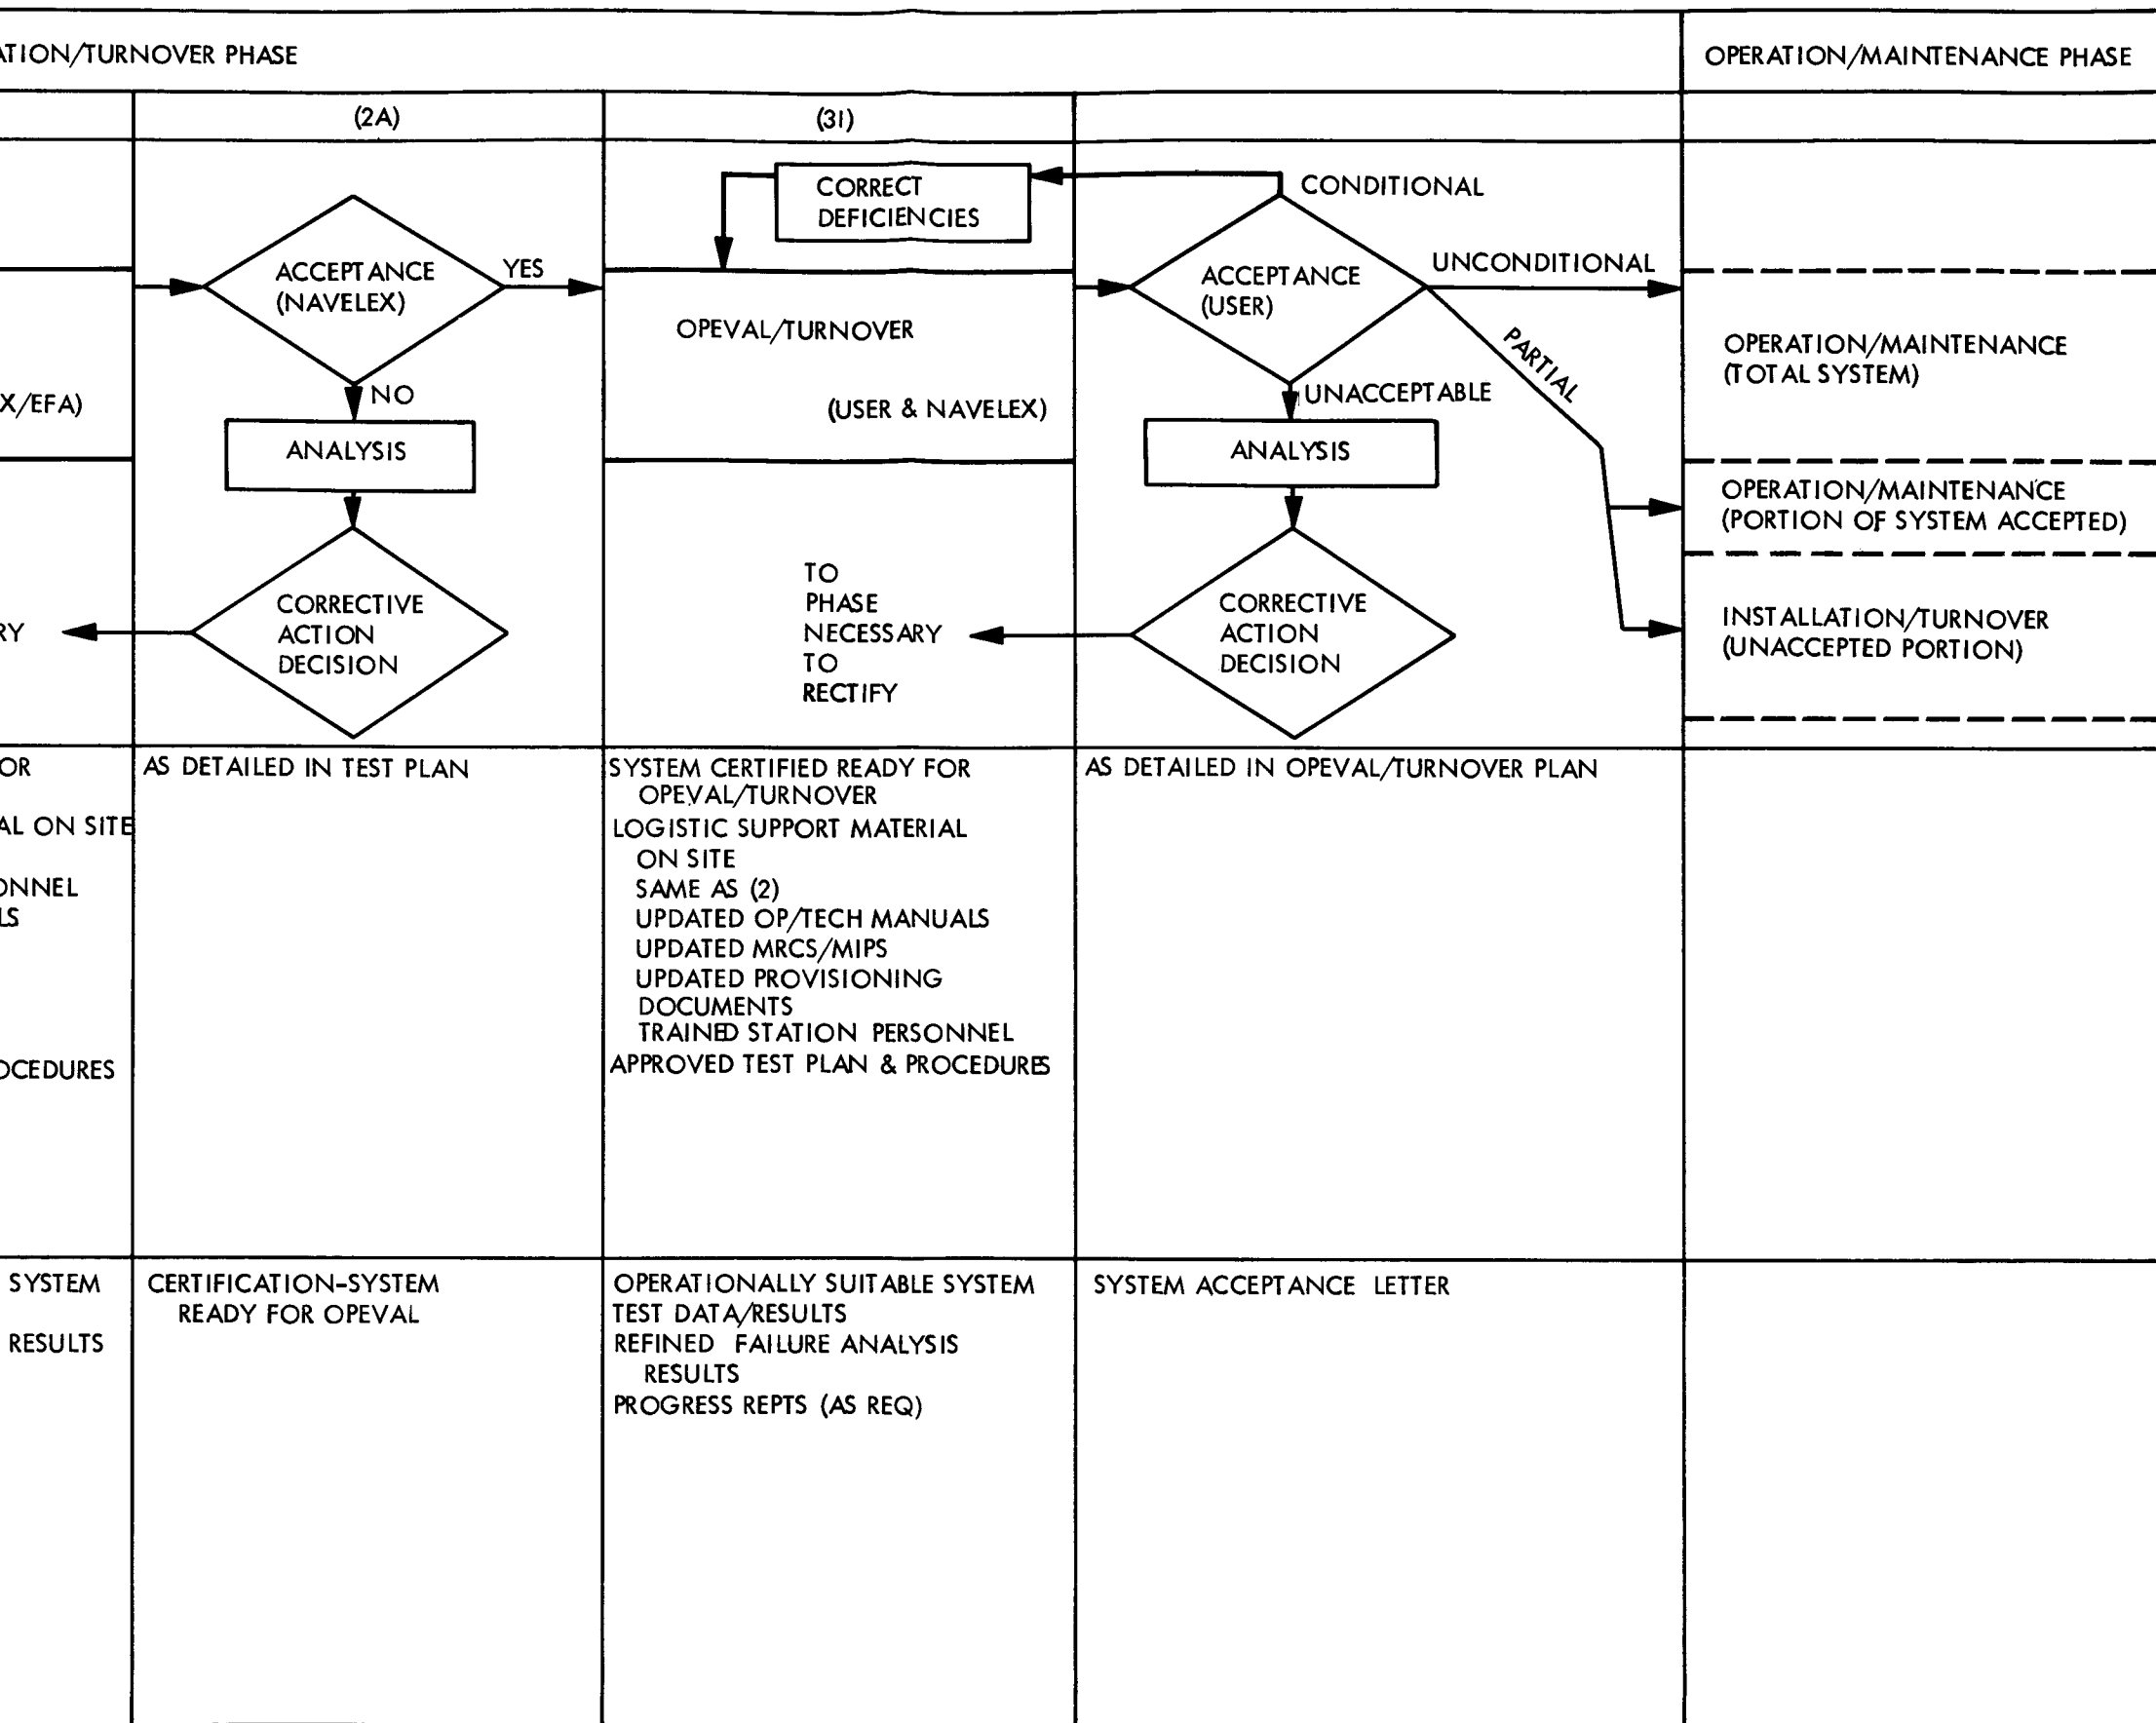 ATION/TURNOVER PHASE
OPERATION/MAINTENANCE PHASE
(2A)
(3I)
CORRECT
DEFICIENCIES
CONDITIONAL
ACCEPTANCE
(NAVELEX)
YES
NO
X/EFA)
ANALYSIS
CORRECTIVE
ACTION
DECISION
RY
OPEVAL/TURNOVER
(USER & NAVELEX)
TO
PHASE
NECESSARY
TO
RECTIFY
ACCEPTANCE
(USER)
UNCONDITIONAL
PARTIAL
UNACCEPTABLE
ANALYSIS
CORRECTIVE
ACTION
DECISION
OPERATION/MAINTENANCE
(TOTAL SYSTEM)
OPERATION/MAINTENANCE
(PORTION OF SYSTEM ACCEPTED)
INSTALLATION/TURNOVER
(UNACCEPTED PORTION)
OR
AL ON SITE
ONNEL
LS
OCEDURES
AS DETAILED IN TEST PLAN
SYSTEM CERTIFIED READY FOR
OPEVAL/TURNOVER
LOGISTIC SUPPORT MATERIAL
ON SITE
SAME AS (2)
UPDATED OP/TECH MANUALS
UPDATED MRCS/MIPS
UPDATED PROVISIONING
DOCUMENTS
TRAINED STATION PERSONNEL
APPROVED TEST PLAN & PROCEDURES
AS DETAILED IN OPEVAL/TURNOVER PLAN
SYSTEM
RESULTS
CERTIFICATION-SYSTEM
READY FOR OPEVAL
OPERATIONALLY SUITABLE SYSTEM
TEST DATA/RESULTS
REFINED FAILURE ANALYSIS
RESULTS
PROGRESS REPTS (AS REQ)
SYSTEM ACCEPTANCE LETTER